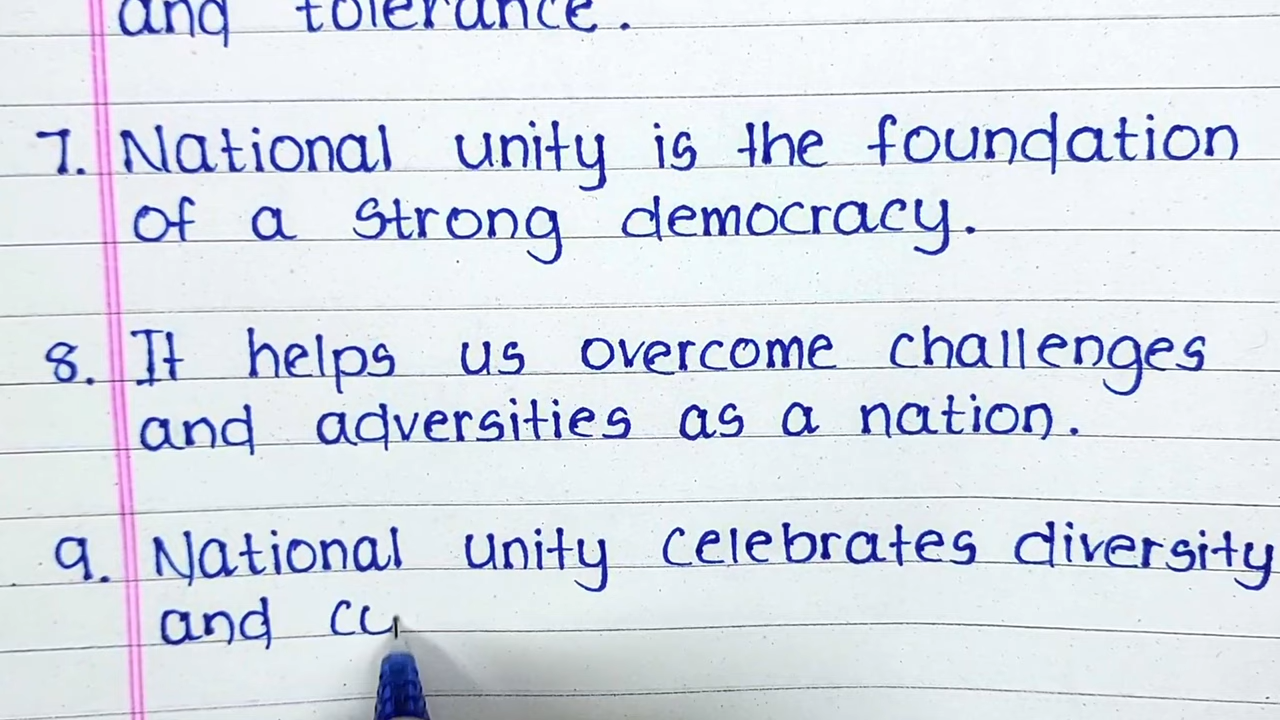 and tolerance.
7. National unity is the foundation
of a strong democracy.
8. It helps us overcome challenges
and adversities as a nation.
9. National unity celebrates diversity
and cu